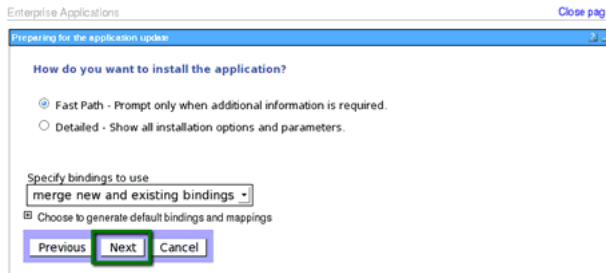 Enterprise Applications
Close pag
Preparing for the application update
?
How do you want to install the application?
Fast Path - Prompt only when additional information is required.
Detailed - Show all installation options and parameters.
Specify bindings to use
merge new and existing bindings
Choose to generate default bindings and mappings
Previous Next Cancel